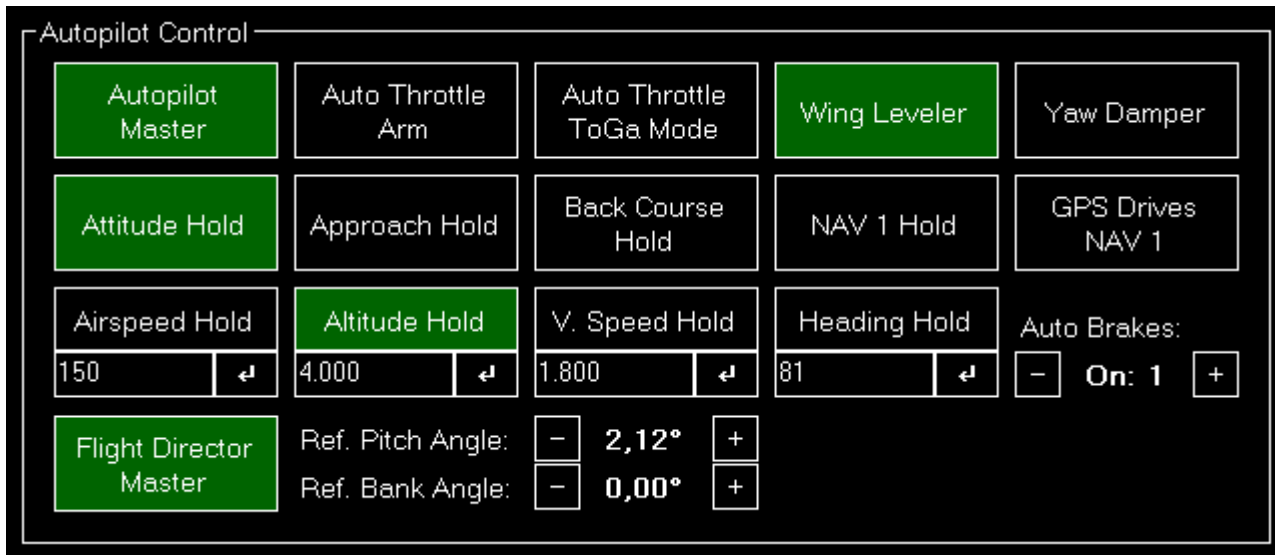 Autopilot Control
Autopilot
Master
Auto Throttle
Arm
Auto Throttle
ToGa Mode
Wing Leveler
Yaw Damper
Attitude Hold
Approach Hold
Back Course
Hold
NAV 1 Hold
GPS Drives
NAV 1
Airspeed Hold
150
Altitude Hold
4.000
V. Speed Hold
1.800
Heading Hold
81
Auto Brakes:
− On: 1 +
Flight Director
Master
Ref. Pitch Angle: − 2,12° +
Ref. Bank Angle: − 0,00° +